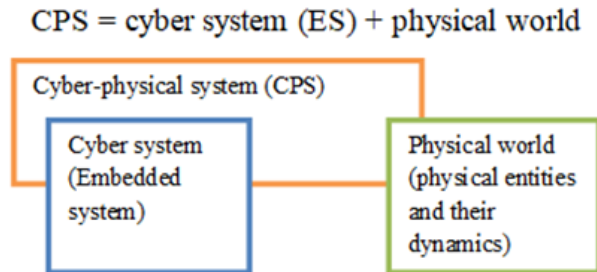 CPS = cyber system (ES) + physical world
Cyber-physical system (CPS)
Cyber system
(Embedded
system)
Physical world
(physical entities
and their
dynamics)